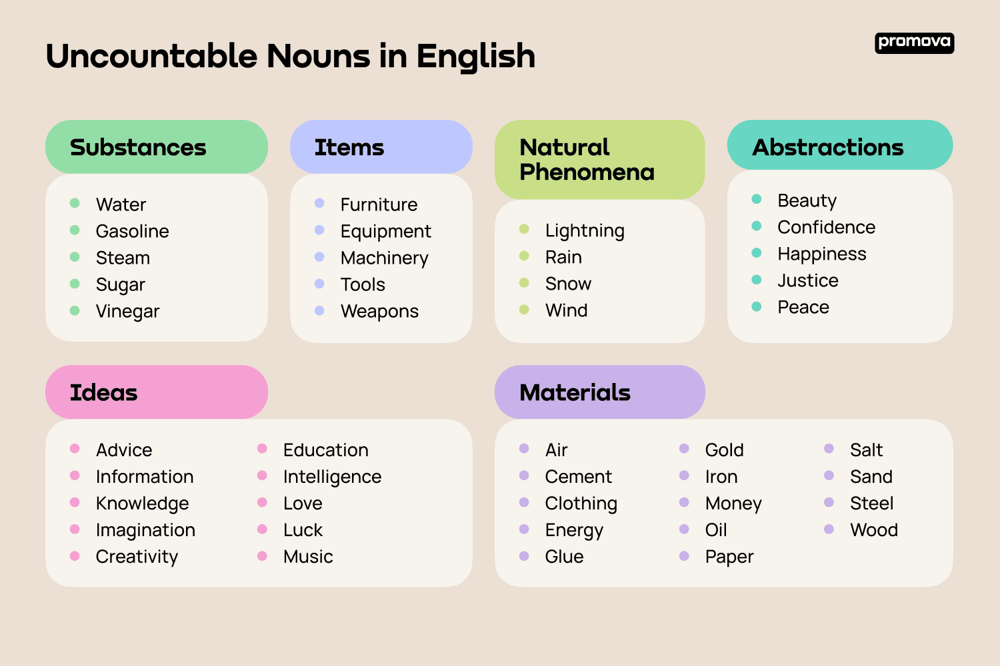 Uncountable Nouns in English
promova
Substances
Water
Gasoline
Steam
Sugar
Vinegar
Items
Furniture
Equipment
Machinery
Tools
Weapons
Natural
Phenomena
Lightning
Rain
Snow
Wind
Abstractions
Beauty
Confidence
Happiness
Justice
Peace
Ideas
Advice
Information
Knowledge
Imagination
Creativity
Education
Intelligence
Love
Luck
Music
Materials
Air
Cement
Clothing
Energy
Glue
Gold
Iron
Money
Oil
Paper
Salt
Sand
Steel
Wood